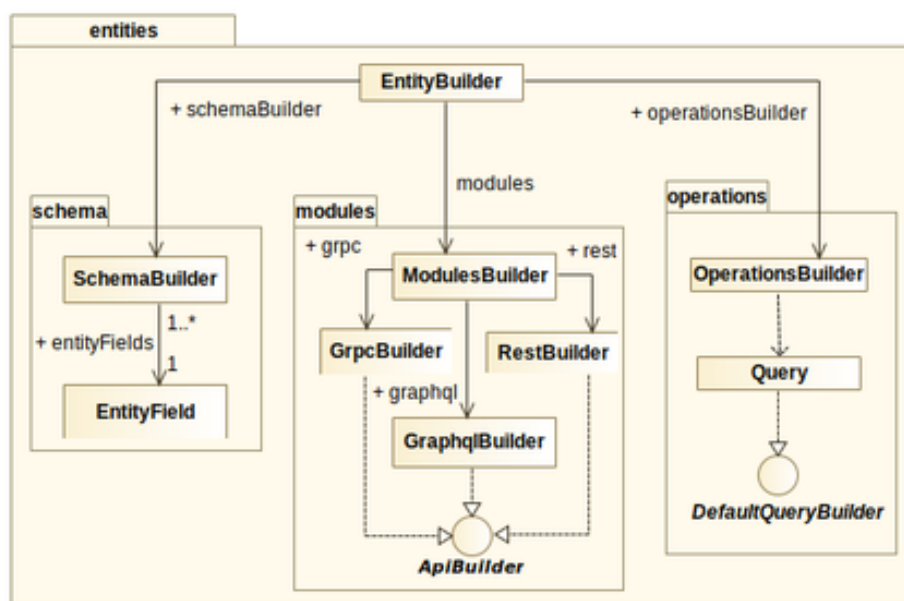 entities
EntityBuilder
+ schemaBuilder
+ operationsBuilder
modules
schema
modules
operations
+ grpc
+ rest
SchemaBuilder
ModulesBuilder
OperationsBuilder
1..*
+ entityFields
1
GrpcBuilder
RestBuilder
Query
+ graphql
EntityField
GraphqlBuilder
DefaultQueryBuilder
ApiBuilder